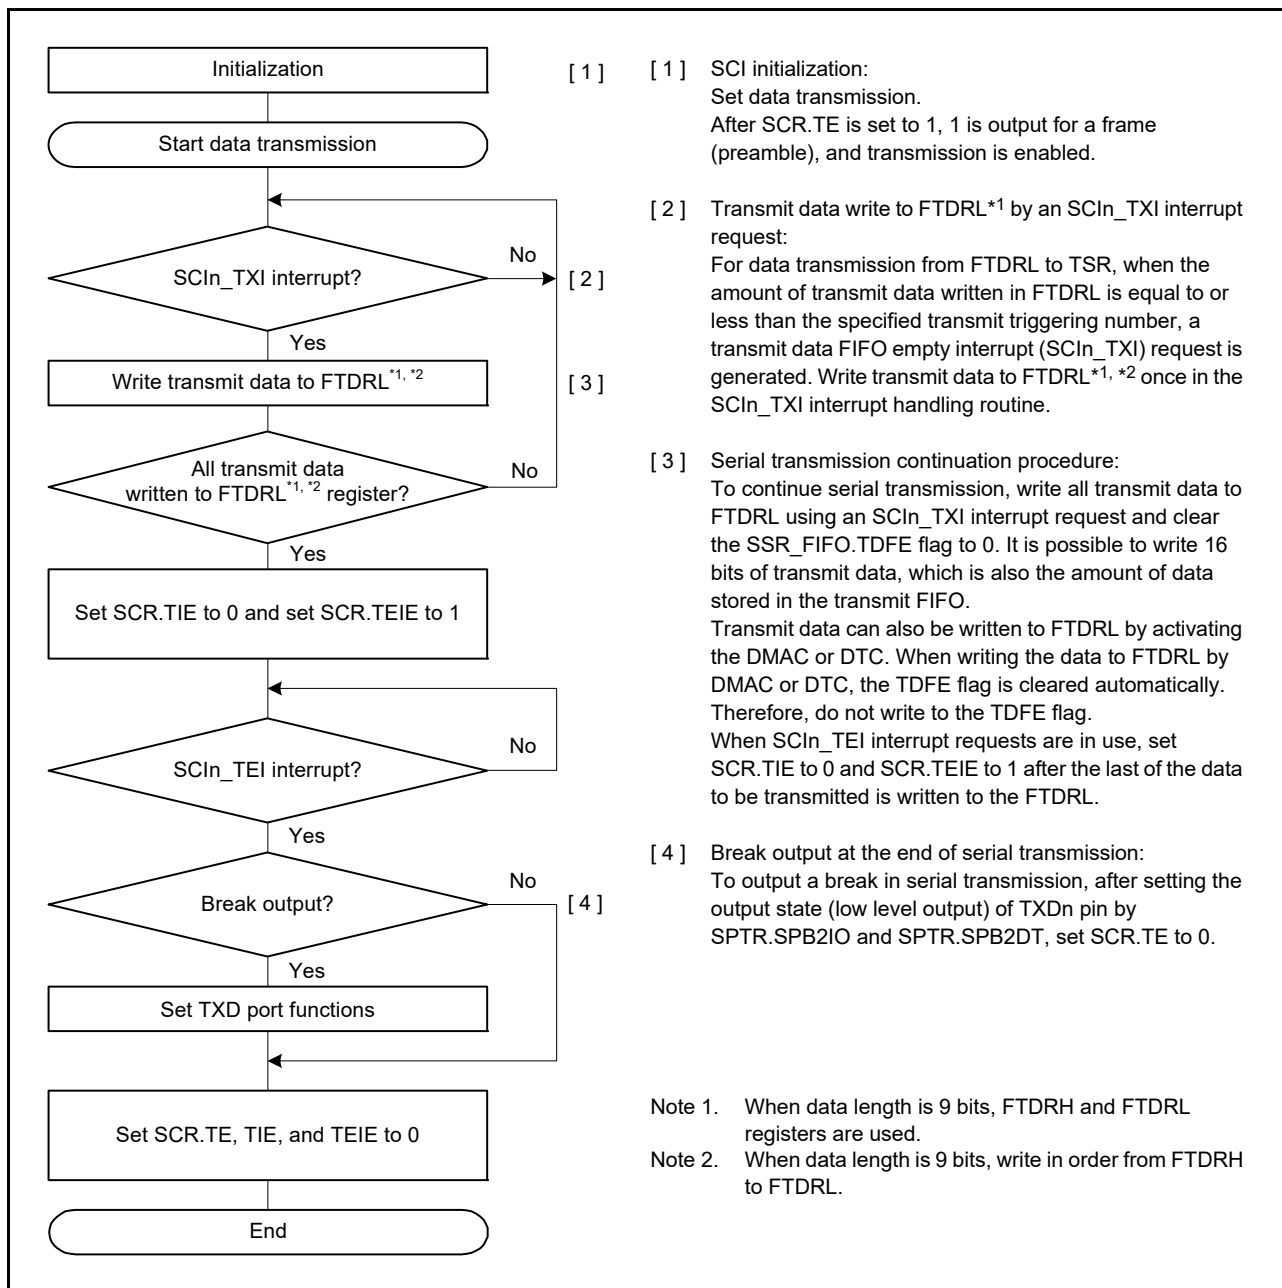 Initialization
[ 1 ]
Start data transmission
SCIn_TXI interrupt?
No
[ 2 ]
Yes
Write transmit data to FTDRL*1, *2
[ 3 ]
All transmit data
written to FTDRL*1, *2 register?
No
Yes
Set SCR.TIE to 0 and set SCR.TEIE to 1
SCIn_TEI interrupt?
No
Yes
Break output?
No
[ 4 ]
Yes
Set TXD port functions
Set SCR.TE, TIE, and TEIE to 0
End
[ 1 ] SCI initialization:
Set data transmission.
After SCR.TE is set to 1, 1 is output for a frame
(preamble), and transmission is enabled.
[ 2 ] Transmit data write to FTDRL*1 by an SCIn_TXI interrupt
request:
For data transmission from FTDRL to TSR, when the
amount of transmit data written in FTDRL is equal to or
less than the specified transmit triggering number, a
transmit data FIFO empty interrupt (SCIn_TXI) request is
generated. Write transmit data to FTDRL*1, *2 once in the
SCIn_TXI interrupt handling routine.
[ 3 ] Serial transmission continuation procedure:
To continue serial transmission, write all transmit data to
FTDRL using an SCIn_TXI interrupt request and clear
the SSR_FIFO.TDFE flag to 0. It is possible to write 16
bits of transmit data, which is also the amount of data
stored in the transmit FIFO.
Transmit data can also be written to FTDRL by activating
the DMAC or DTC. When writing the data to FTDRL by
DMAC or DTC, the TDFE flag is cleared automatically.
Therefore, do not write to the TDFE flag.
When SCIn_TEI interrupt requests are in use, set
SCR.TIE to 0 and SCR.TEIE to 1 after the last of the data
to be transmitted is written to the FTDRL.
[ 4 ] Break output at the end of serial transmission:
To output a break in serial transmission, after setting the
output state (low level output) of TXDn pin by
SPTR.SPB2IO and SPTR.SPB2DT, set SCR.TE to 0.
Note 1. When data length is 9 bits, FTDRH and FTDRL
registers are used.
Note 2. When data length is 9 bits, write in order from FTDRH
to FTDRL.